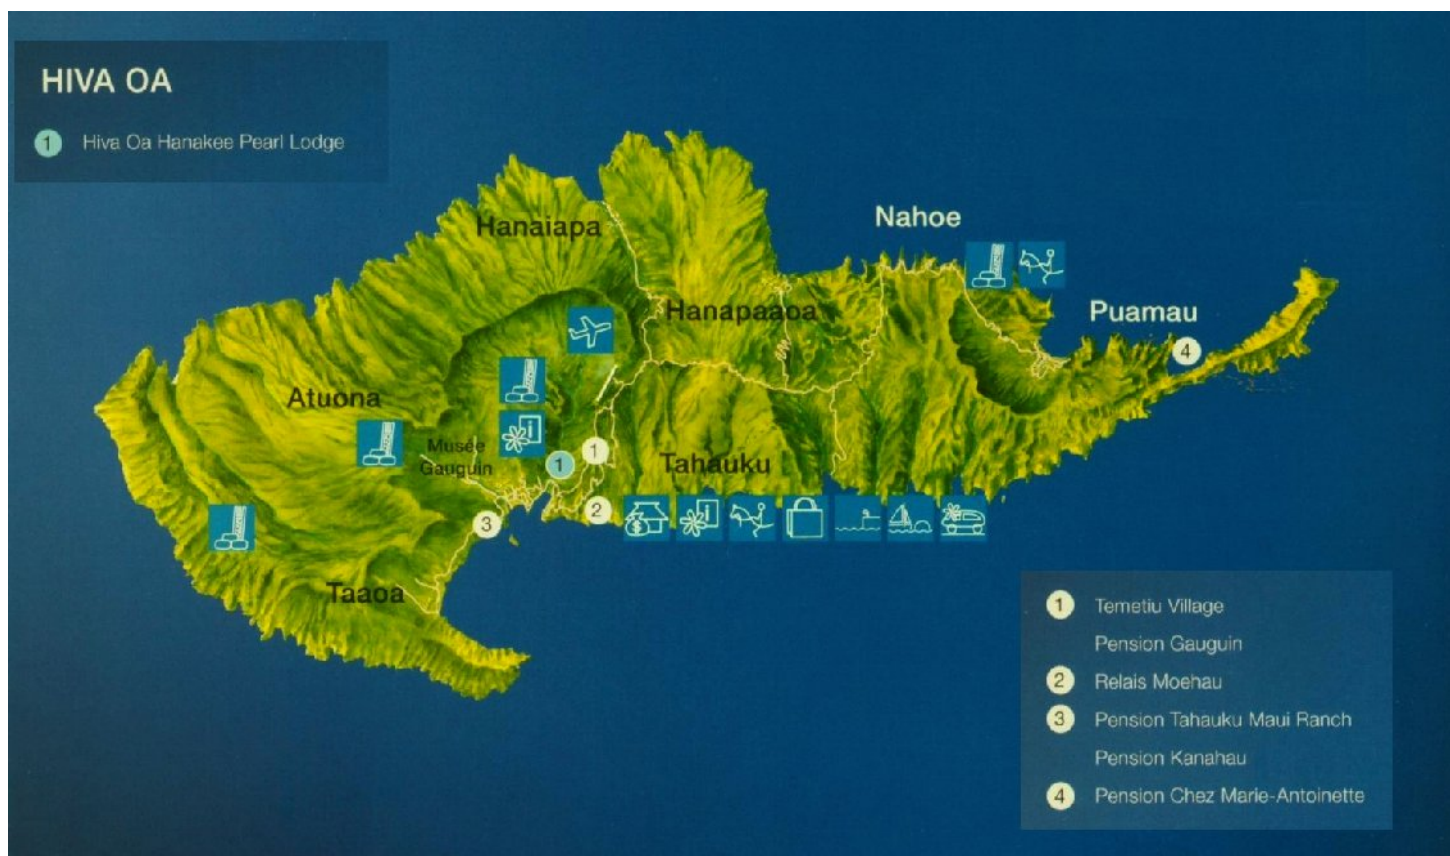 HIVA OA
1 Hiva Oa Hanakee Pearl Lodge
Nahoe
Hanaiapa
Hanapaaoa
Puamau
4
Atuona
Musée
Gauguin
i
1
1
Tahauku
2
$
i
3
Taaoa
1 Temetiu Village
Pension Gauguin
2 Relais Moehau
3 Pension Tahauku Maui Ranch
Pension Kanahau
4 Pension Chez Marie-Antoinette